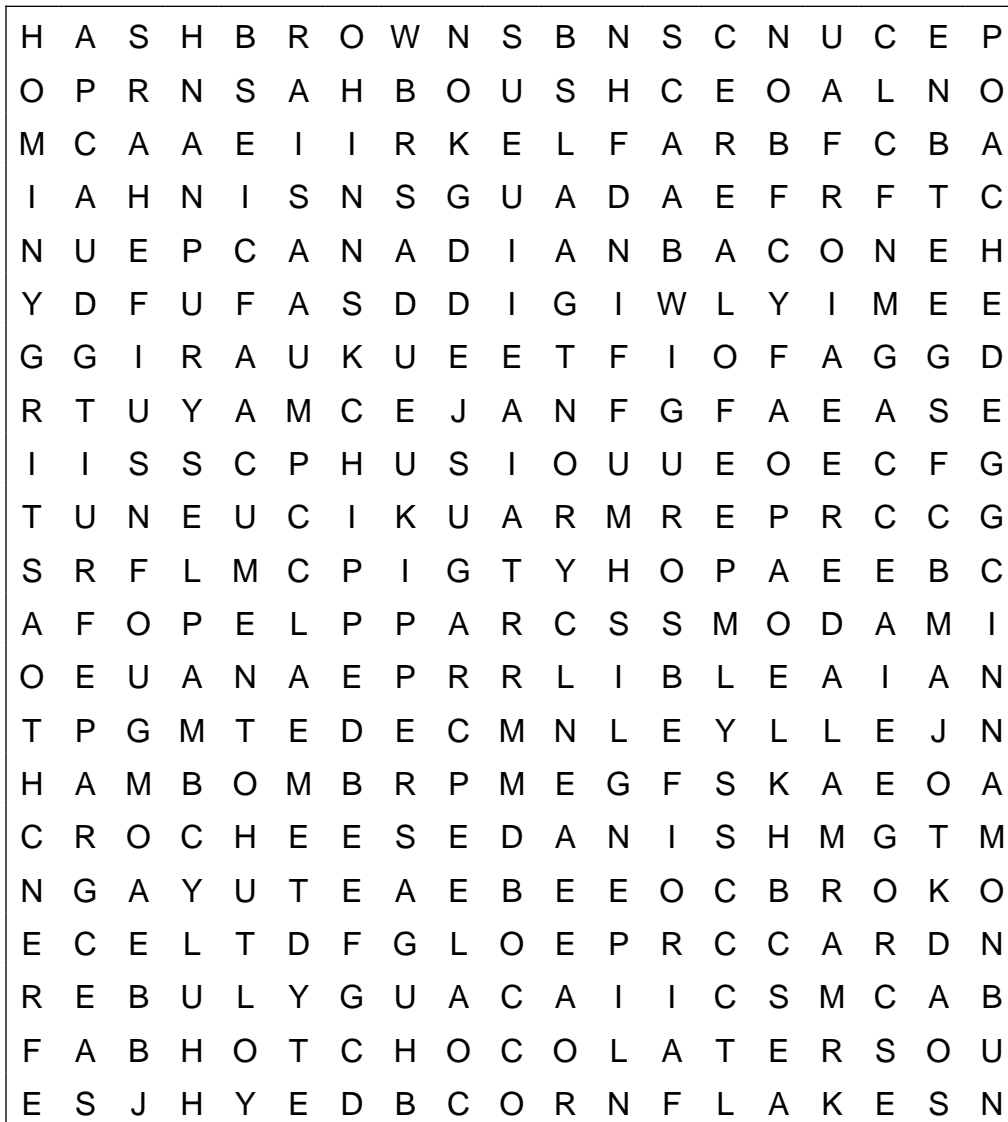 H A S H B R O W N S B N S C N U C E P
O P R N S A H B O U S H C E O A L N O
M C A A E I I R K E L F A R B F C B A
I A H N I S N S G U A D A E F R F T C
N U E P C A N A D I A N B A C O N E H
Y D F U F A S D D I G I W L Y I M E E
G G I R A U K U E E T F I O F A G G D
R T U Y A M C E J A N F G F A E A S E
I I S S C P H U S I O U U E O E C F G
T U N E U C I K U A R M R E P R C C G
S R F L M C P I G T Y H O P A E E B C
A F O P E L P P A R C S S M O D A M I
O E U A N A E P R R L I B L E A I A N
T P G M T E D E C M N L E Y L L E J N
H A M B O M B R P M E G F S K A E O A
C R O C H E E S E D A N I S H M G T M
N G A Y U T E A E B E E O C B R O K O
E C E L T D F G L O E P R C C A R D N
R E B U L Y G U A C A I I C S M C A B
F A B H O T C H O C O L A T E R S O U
E S J H Y E D B C O R N F L A K E S N